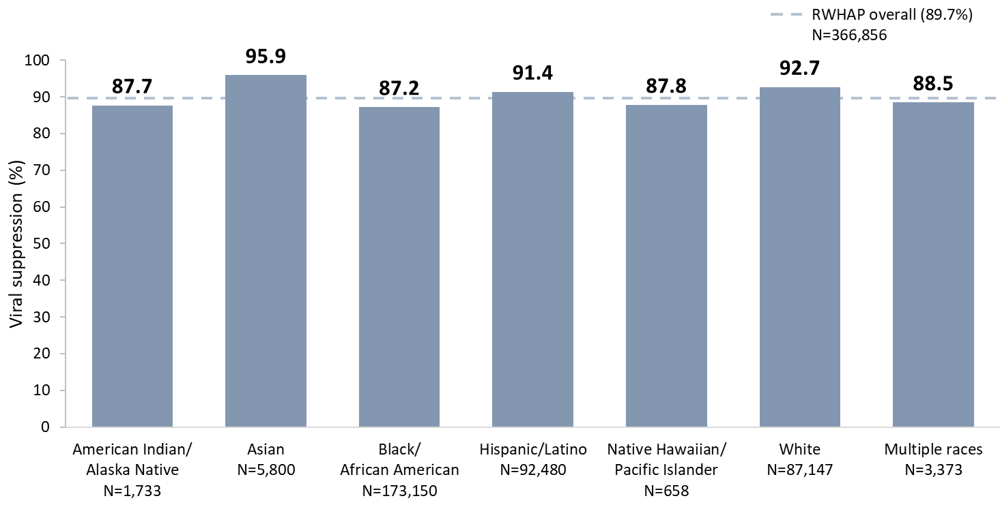 RWHAP overall (89.7%)
N=366,856
Viral suppression (%)
100
90
80
70
60
50
40
30
20
10
0
87.7
95.9
87.2
91.4
87.8
92.7
88.5
American Indian/
Alaska Native
N=1,733
Asian
N=5,800
Black/
African American
N=173,150
Hispanic/Latino
N=92,480
Native Hawaiian/
Pacific Islander
N=658
White
N=87,147
Multiple races
N=3,373